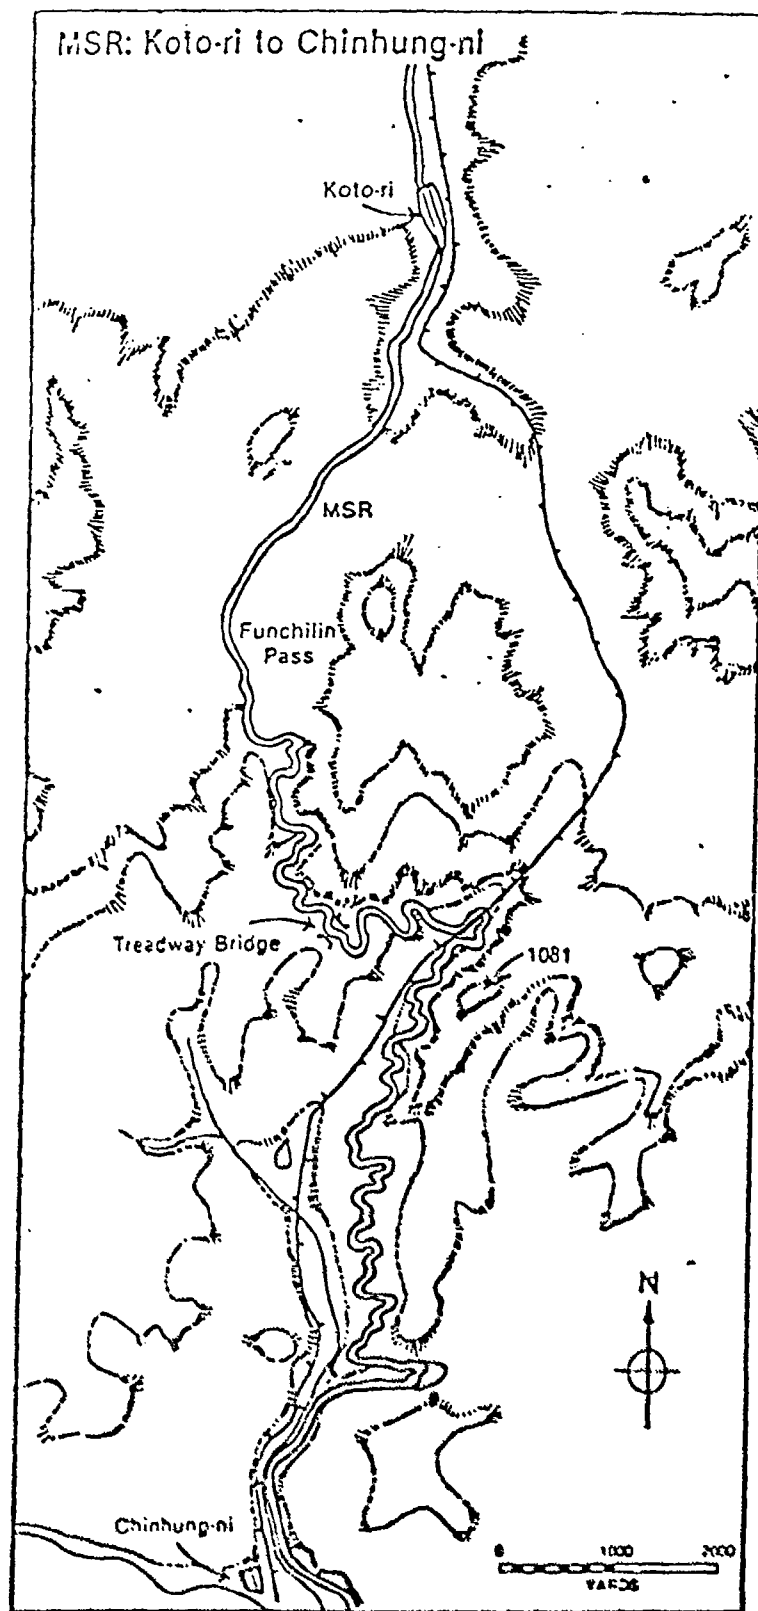 MSR: Koto-ri to Chinhung-ni
Koto-ri
MSR
Funchilin
Pass
Treadway Bridge
1081
N
Chinhung-ni
0 1000 2000
YARDS